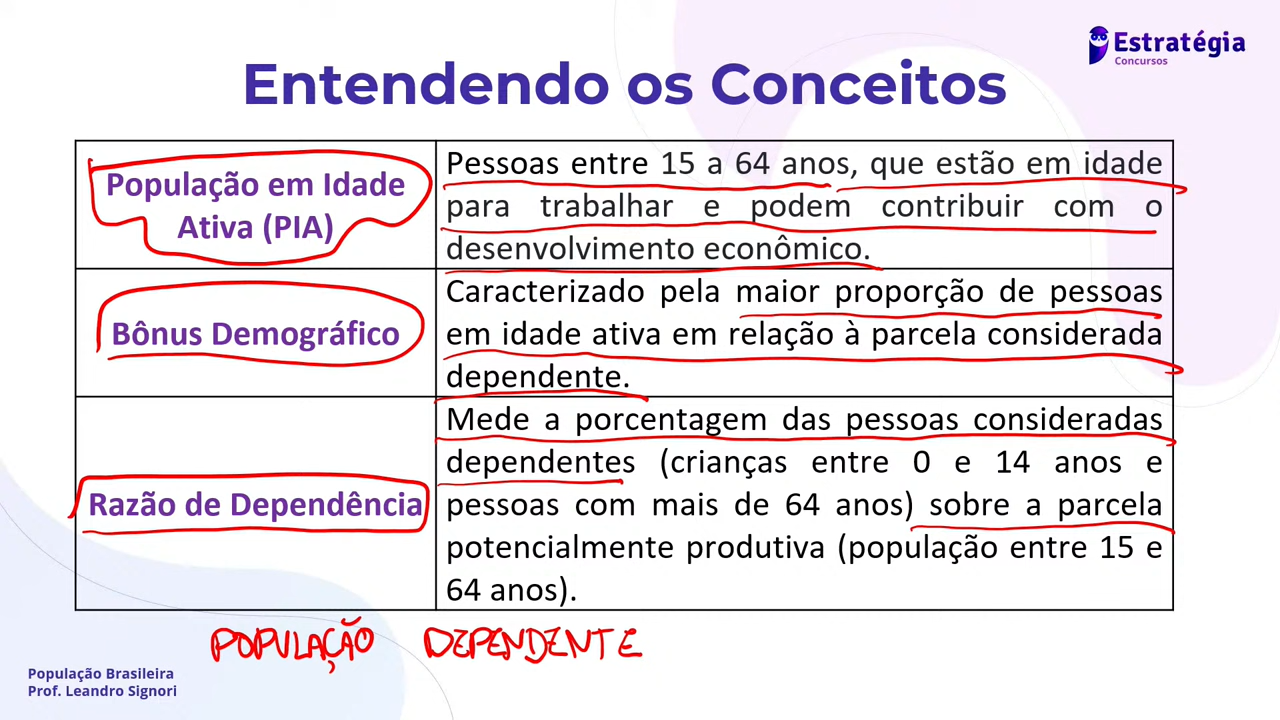 Estratégia
Concursos
Entendendo os Conceitos
População em Idade
Ativa (PIA)
Pessoas entre 15 a 64 anos, que estão em idade
para trabalhar e podem contribuir com o
desenvolvimento econômico.
Bônus Demográfico
Caracterizado pela maior proporção de pessoas
em idade ativa em relação à parcela considerada
dependente.
Razão de Dependência
Mede a porcentagem das pessoas consideradas
dependentes (crianças entre 0 e 14 anos e
pessoas com mais de 64 anos) sobre a parcela
potencialmente produtiva (população entre 15 e
64 anos).
POPULAÇÃO DEPENDENTE
População Brasileira
Prof. Leandro Signori